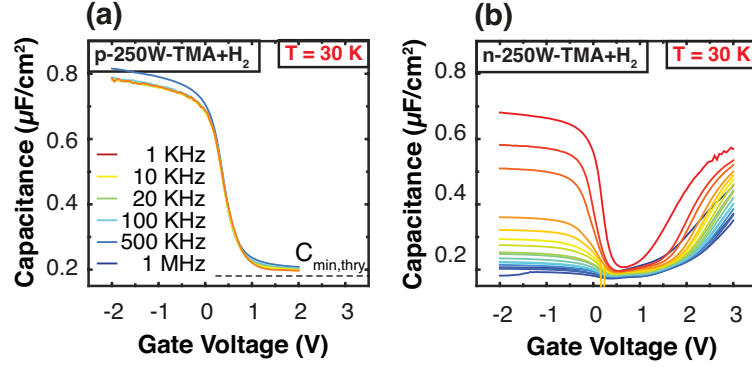 (a)
p-250W-TMA+H2
T = 30 K
Capacitance (µF/cm²)
0.8
0.6
0.4
0.2
1 KHz
10 KHz
20 KHz
100 KHz
500 KHz
1 MHz
Cmin,thry
-2
-1
0
1
2
3
Gate Voltage (V)
(b)
n-250W-TMA+H2
T = 30 K
Capacitance (µF/cm²)
0.8
0.6
0.4
0.2
-2
-1
0
1
2
3
Gate Voltage (V)